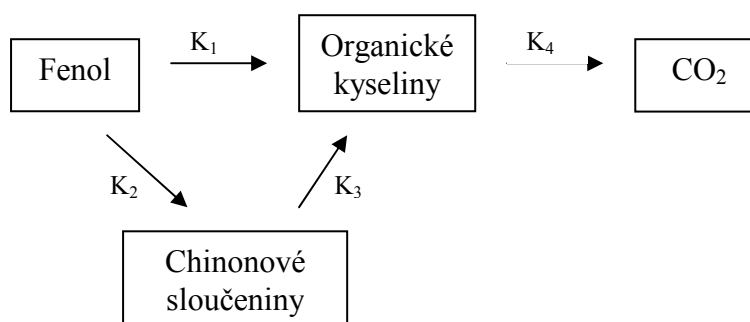 Fenol
K₁
Organické
kyseliny
K₄
CO₂
K₂
K₃
Chinonové
sloučeniny